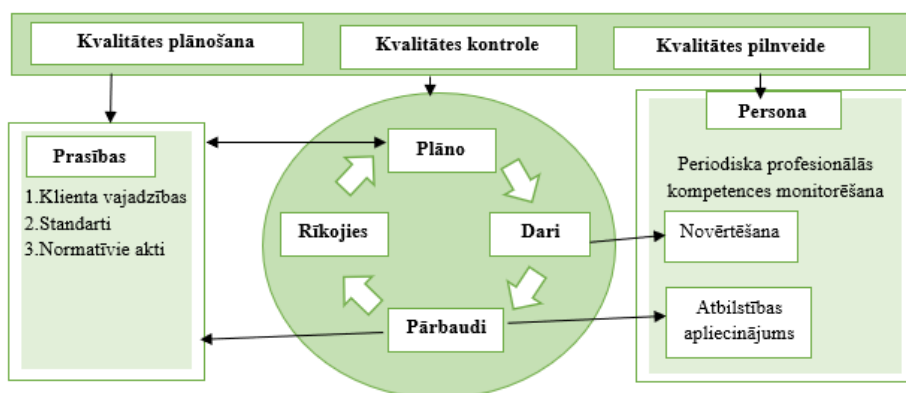 Kvalitātes plānošana
Kvalitātes kontrole
Kvalitātes pilnveide
Prasības
1.Klienta vajadzības
2.Standarti
3.Normatīvie akti
Plāno
Rīkojies
Dari
Pārbaudi
Persona
Periodiska profesionālās
kompetences monitorēšana
Novērtēšana
Atbilstības
apliecinājums